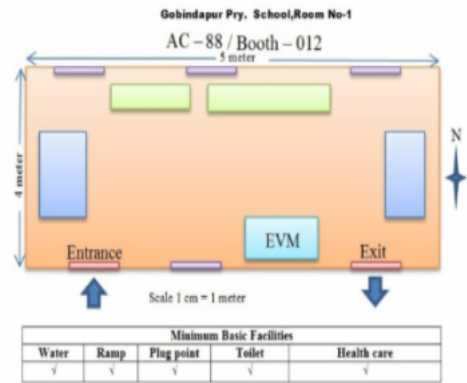 Gobindapur Pry. School,Room No-1
AC – 88 / Booth – 012
5 meter
4 meter
N
EVM
Entrance
Exit
Scale 1 cm = 1 meter
Minimum Basic Facilities
Water Ramp Plug point Toilet Health care
√ √ √ √ √